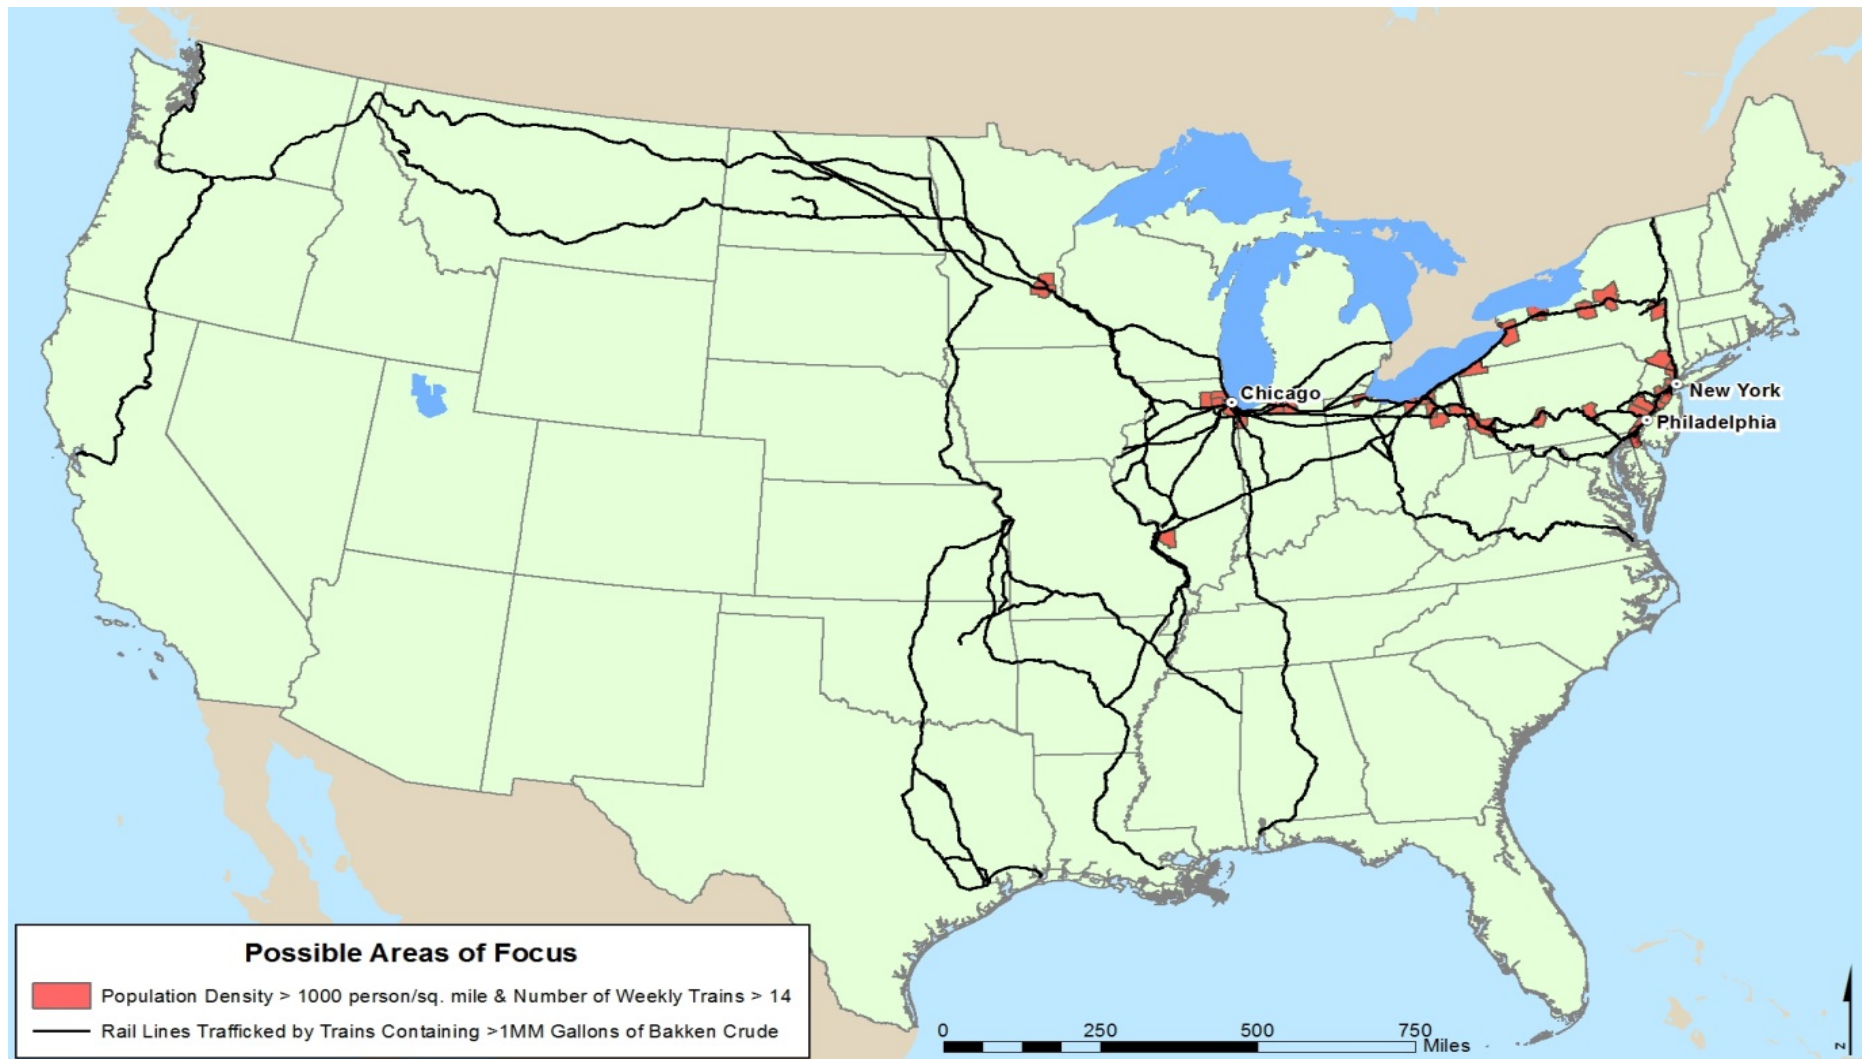 Chicago
New York
Philadelphia
Possible Areas of Focus
Population Density > 1000 person/sq. mile & Number of Weekly Trains > 14
Rail Lines Trafficked by Trains Containing >1MM Gallons of Bakken Crude
0 250 500 750
Miles
N